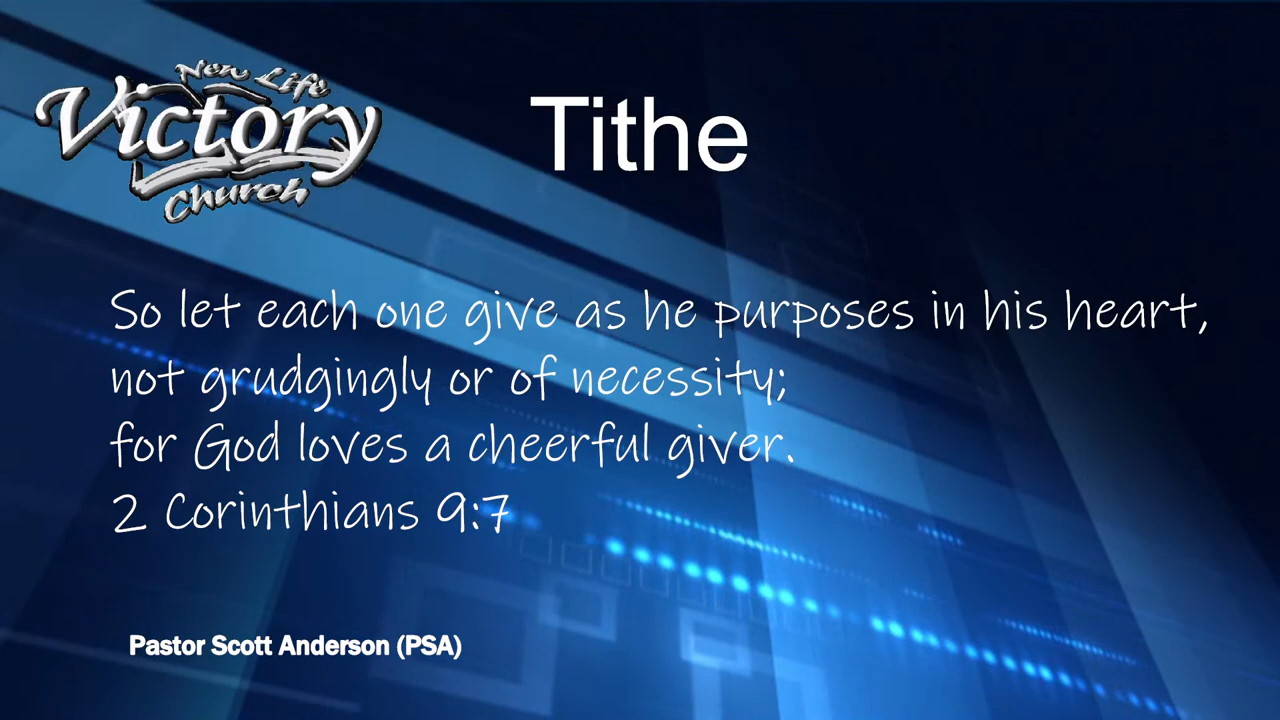 New Life
Victory
Church
Tithe
So let each one give as he purposes in his heart,
not grudgingly or of necessity;
for God loves a cheerful giver.
2 Corinthians 9:7
Pastor Scott Anderson (PSA)